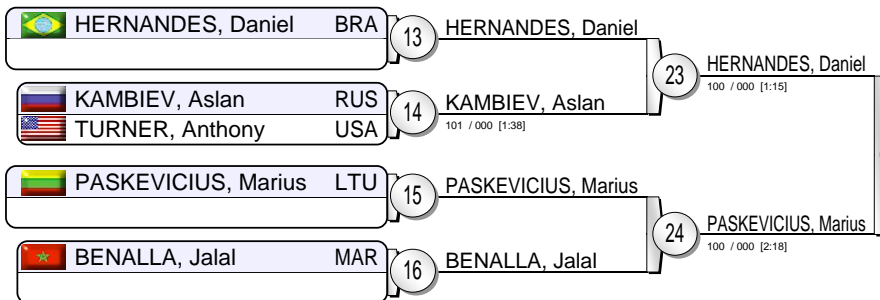 HERNANDES, Daniel BRA
13
HERNANDES, Daniel
23
HERNANDES, Daniel
100 / 000 [1:15]
KAMBIEV, Aslan RUS
TURNER, Anthony USA
14
KAMBIEV, Aslan
101 / 000 [1:38]
PASKEVICIUS, Marius LTU
15
PASKEVICIUS, Marius
24
PASKEVICIUS, Marius
100 / 000 [2:18]
BENALLA, Jalal MAR
16
BENALLA, Jalal